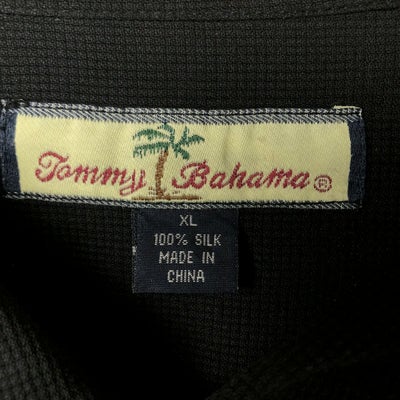 Tommy Bahama®
XL
100% SILK
MADE IN
CHINA